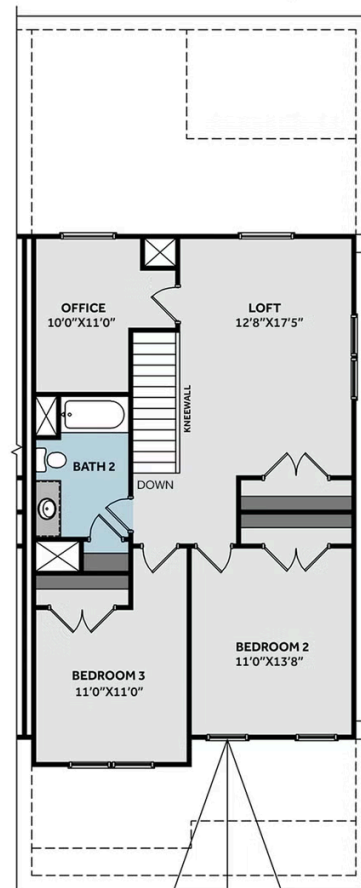 OFFICE
10'0"X11'0"
LOFT
12'8"X17'5"
KNEEWALL
BATH 2
DOWN
BEDROOM 2
11'0"X13'8"
BEDROOM 3
11'0"X11'0"